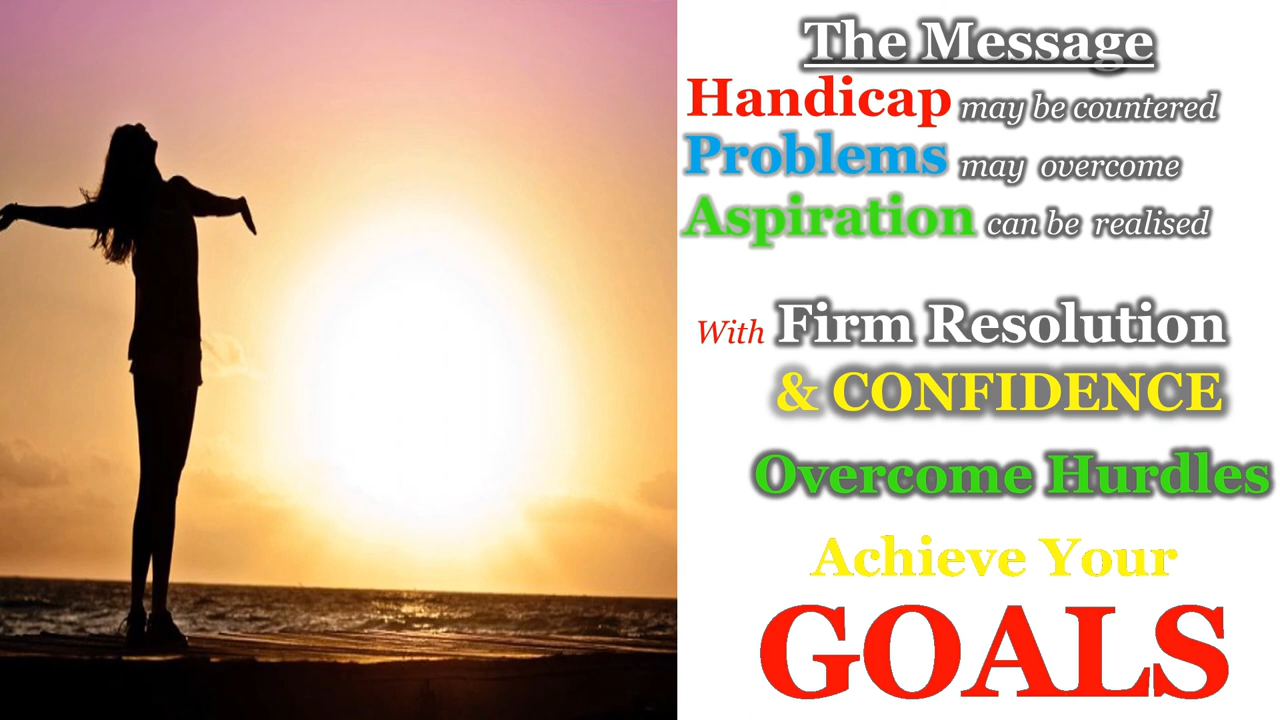 The Message
Handicap may be countered
Problems may overcome
Aspiration can be realised
With Firm Resolution
& CONFIDENCE
Overcome Hurdles
Achieve Your
GOALS